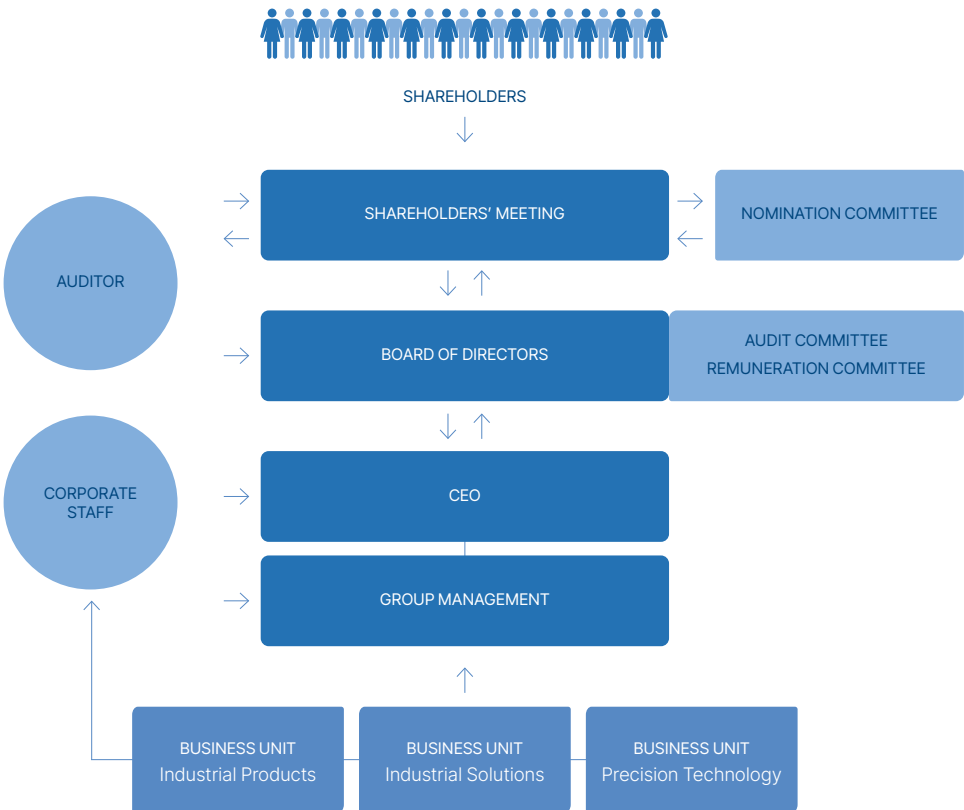 SHAREHOLDERS
SHAREHOLDERS’ MEETING
NOMINATION COMMITTEE
AUDITOR
BOARD OF DIRECTORS
AUDIT COMMITTEE
REMUNERATION COMMITTEE
CORPORATE
STAFF
CEO
GROUP MANAGEMENT
BUSINESS UNIT
Industrial Products
BUSINESS UNIT
Industrial Solutions
BUSINESS UNIT
Precision Technology